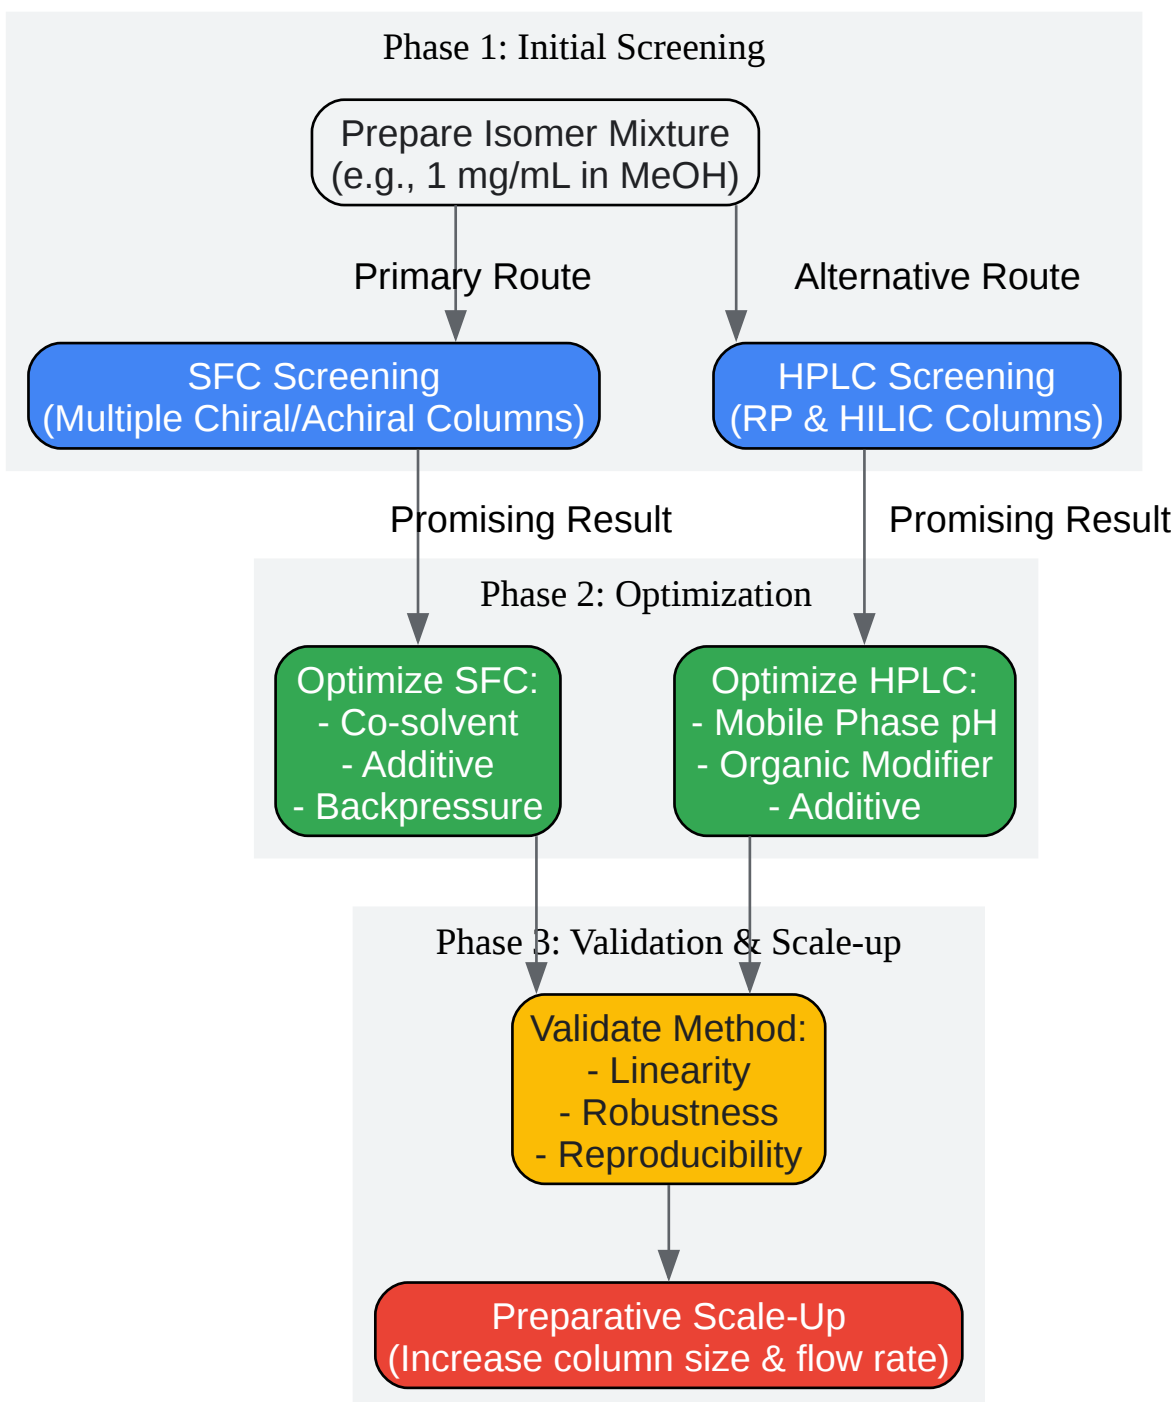 Phase 1: Initial Screening
Prepare Isomer Mixture
(e.g., 1 mg/mL in MeOH)
Primary Route
Alternative Route
SFC Screening
(Multiple Chiral/Achiral Columns)
HPLC Screening
(RP & HILIC Columns)
Promising Result
Promising Result
Phase 2: Optimization
Optimize SFC:
- Co-solvent
- Additive
- Backpressure
Optimize HPLC:
- Mobile Phase pH
- Organic Modifier
- Additive
Phase 3: Validation & Scale-up
Validate Method:
- Linearity
- Robustness
- Reproducibility
Preparative Scale-Up
(Increase column size & flow rate)